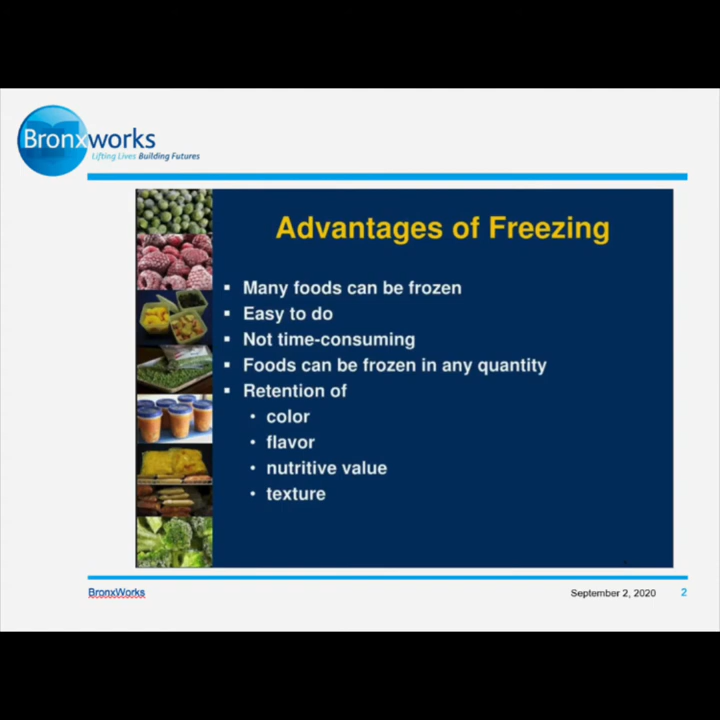 Bronxworks
Lifting Lives Building Futures
Advantages of Freezing
▪ Many foods can be frozen
▪ Easy to do
▪ Not time-consuming
▪ Foods can be frozen in any quantity
▪ Retention of
• color
• flavor
• nutritive value
• texture
BronxWorks
September 2, 2020 2